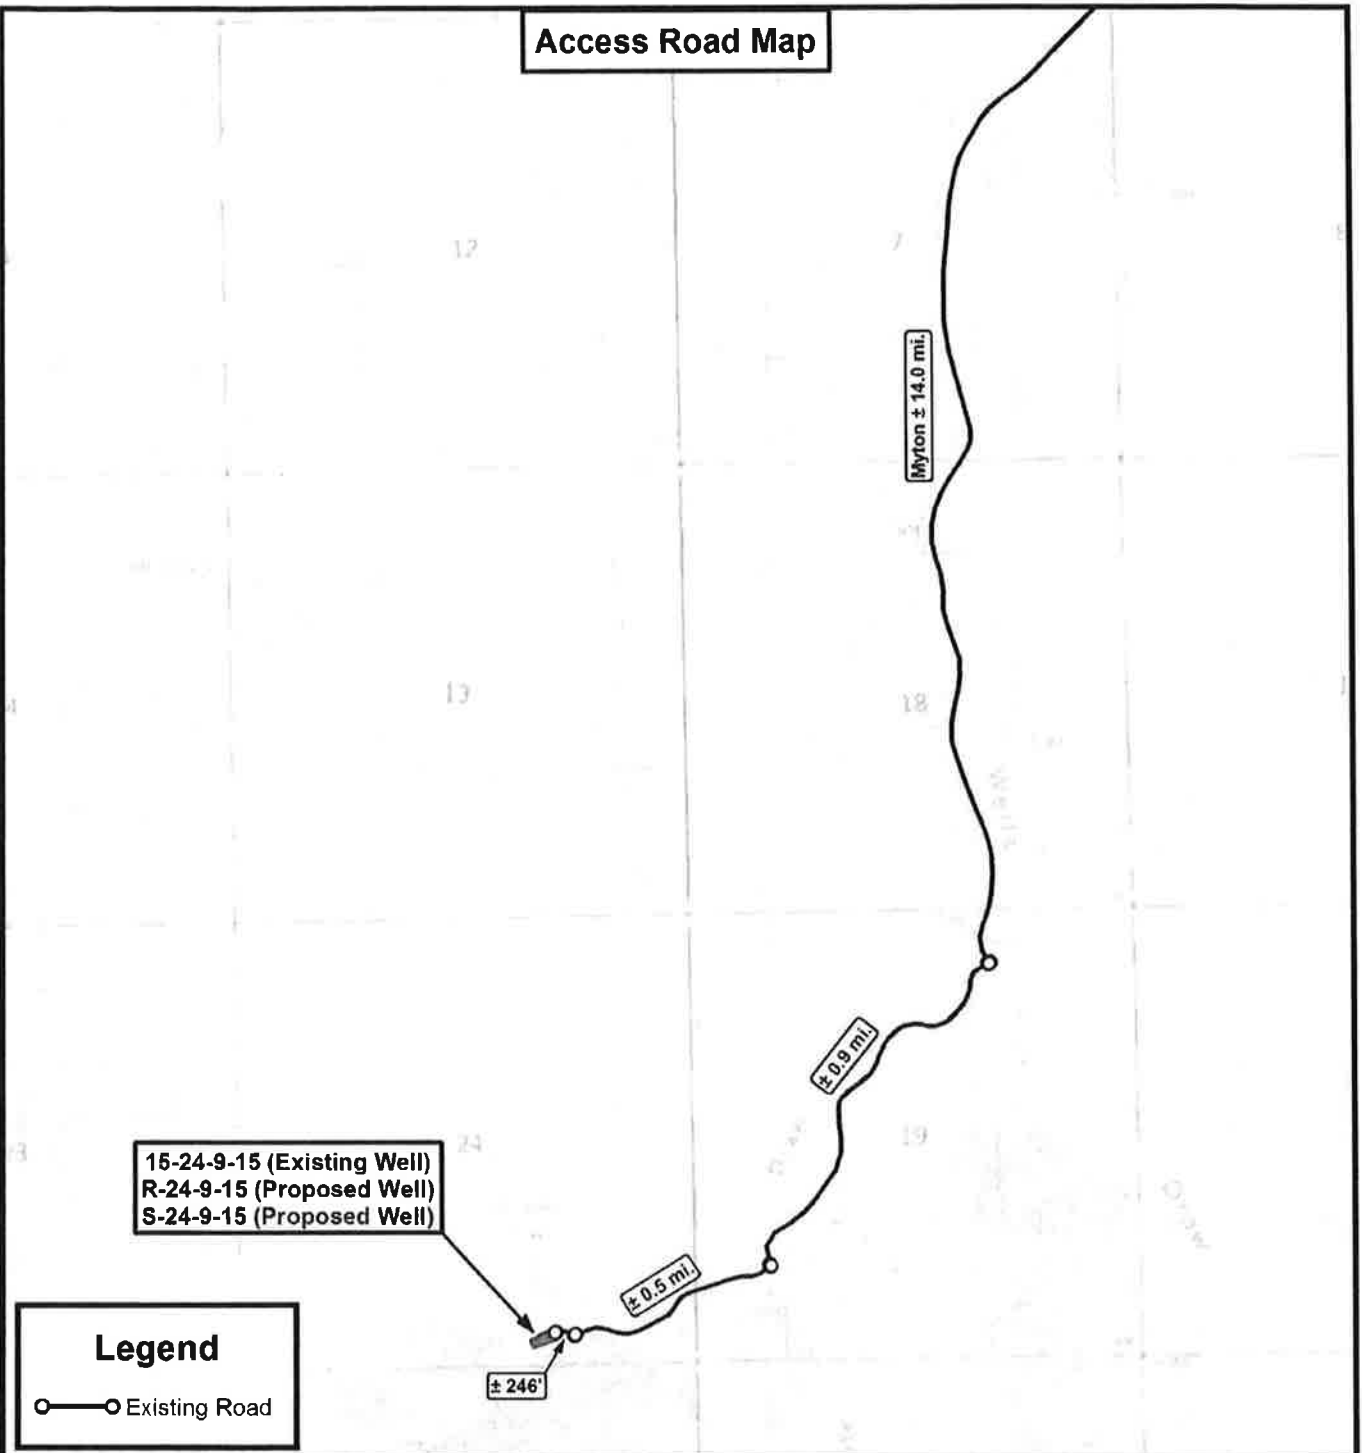 Access Road Map
12
7
8
Myton ± 14.0 mi.
13
18
± 0.9 mi.
24
19
15-24-9-15 (Existing Well)
R-24-9-15 (Proposed Well)
S-24-9-15 (Proposed Well)
± 0.5 mi.
± 246'
Legend
Existing Road